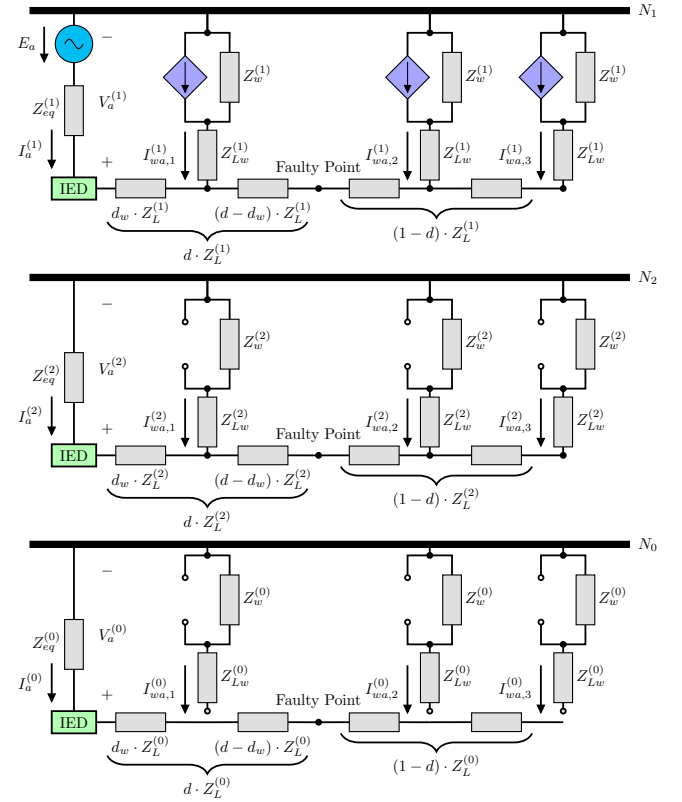 N_1
E_a
−
Z_{eq}^{(1)}
V_a^{(1)}
Z_w^{(1)}
Z_w^{(1)}
Z_w^{(1)}
I_a^{(1)}
+
I_{wa,1}^{(1)}
Z_{Lw}^{(1)}
I_{wa,2}^{(1)}
Z_{Lw}^{(1)}
I_{wa,3}^{(1)}
Z_{Lw}^{(1)}
Faulty Point
IED
d_w · Z_L^{(1)}
(d − d_w) · Z_L^{(1)}
(1 − d) · Z_L^{(1)}
d · Z_L^{(1)}
N_2
−
Z_{eq}^{(2)}
V_a^{(2)}
Z_w^{(2)}
Z_w^{(2)}
Z_w^{(2)}
I_a^{(2)}
+
I_{wa,1}^{(2)}
Z_{Lw}^{(2)}
I_{wa,2}^{(2)}
Z_{Lw}^{(2)}
I_{wa,3}^{(2)}
Z_{Lw}^{(2)}
Faulty Point
IED
d_w · Z_L^{(2)}
(d − d_w) · Z_L^{(2)}
(1 − d) · Z_L^{(2)}
d · Z_L^{(2)}
N_0
−
Z_{eq}^{(0)}
V_a^{(0)}
Z_w^{(0)}
Z_w^{(0)}
Z_w^{(0)}
I_a^{(0)}
+
I_{wa,1}^{(0)}
Z_{Lw}^{(0)}
I_{wa,2}^{(0)}
Z_{Lw}^{(0)}
I_{wa,3}^{(0)}
Z_{Lw}^{(0)}
Faulty Point
IED
d_w · Z_L^{(0)}
(d − d_w) · Z_L^{(0)}
(1 − d) · Z_L^{(0)}
d · Z_L^{(0)}